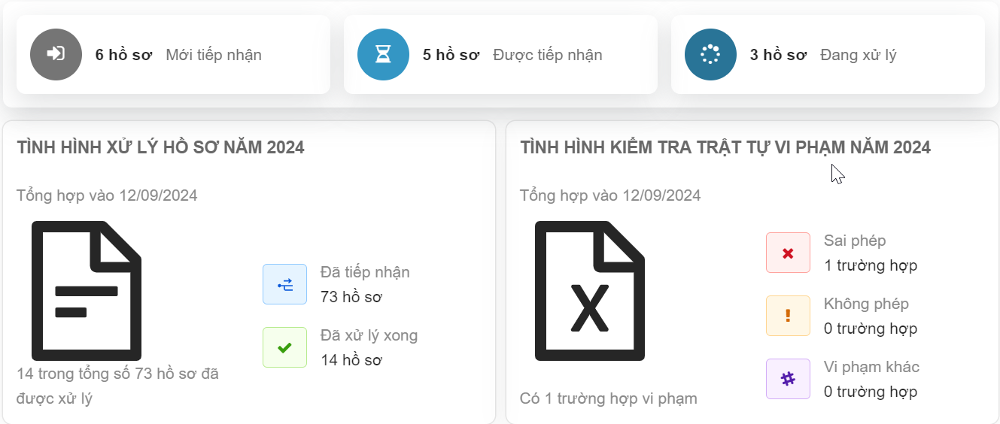 6 hồ sơ Mới tiếp nhận
5 hồ sơ Được tiếp nhận
3 hồ sơ Đang xử lý
TÌNH HÌNH XỬ LÝ HỒ SƠ NĂM 2024
Tổng hợp vào 12/09/2024
Đã tiếp nhận
73 hồ sơ
Đã xử lý xong
14 hồ sơ
14 trong tổng số 73 hồ sơ đã
được xử lý
TÌNH HÌNH KIỂM TRA TRẬT TỰ VI PHẠM NĂM 2024
Tổng hợp vào 12/09/2024
X
Sai phép
1 trường hợp
Không phép
0 trường hợp
Vi phạm khác
0 trường hợp
Có 1 trường hợp vi phạm